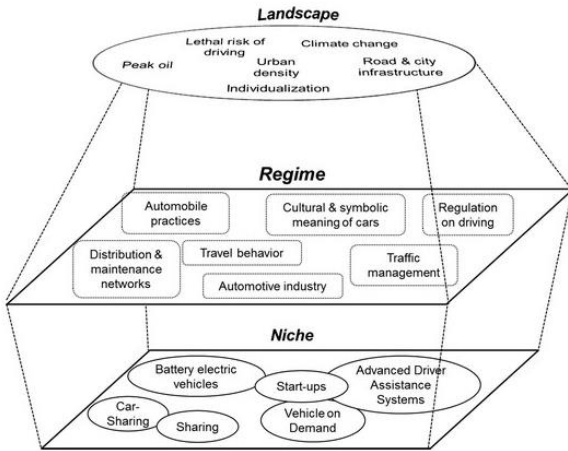 Landscape
Lethal risk of
driving
Climate change
Peak oil
Urban
density
Road & city
infrastructure
Individualization
Regime
Automobile
practices
Cultural & symbolic
meaning of cars
Regulation
on driving
Distribution &
maintenance
networks
Travel behavior
Traffic
management
Automotive industry
Niche
Battery electric
vehicles
Start-ups
Advanced Driver
Assistance
Systems
Car-
Sharing
Sharing
Vehicle on
Demand